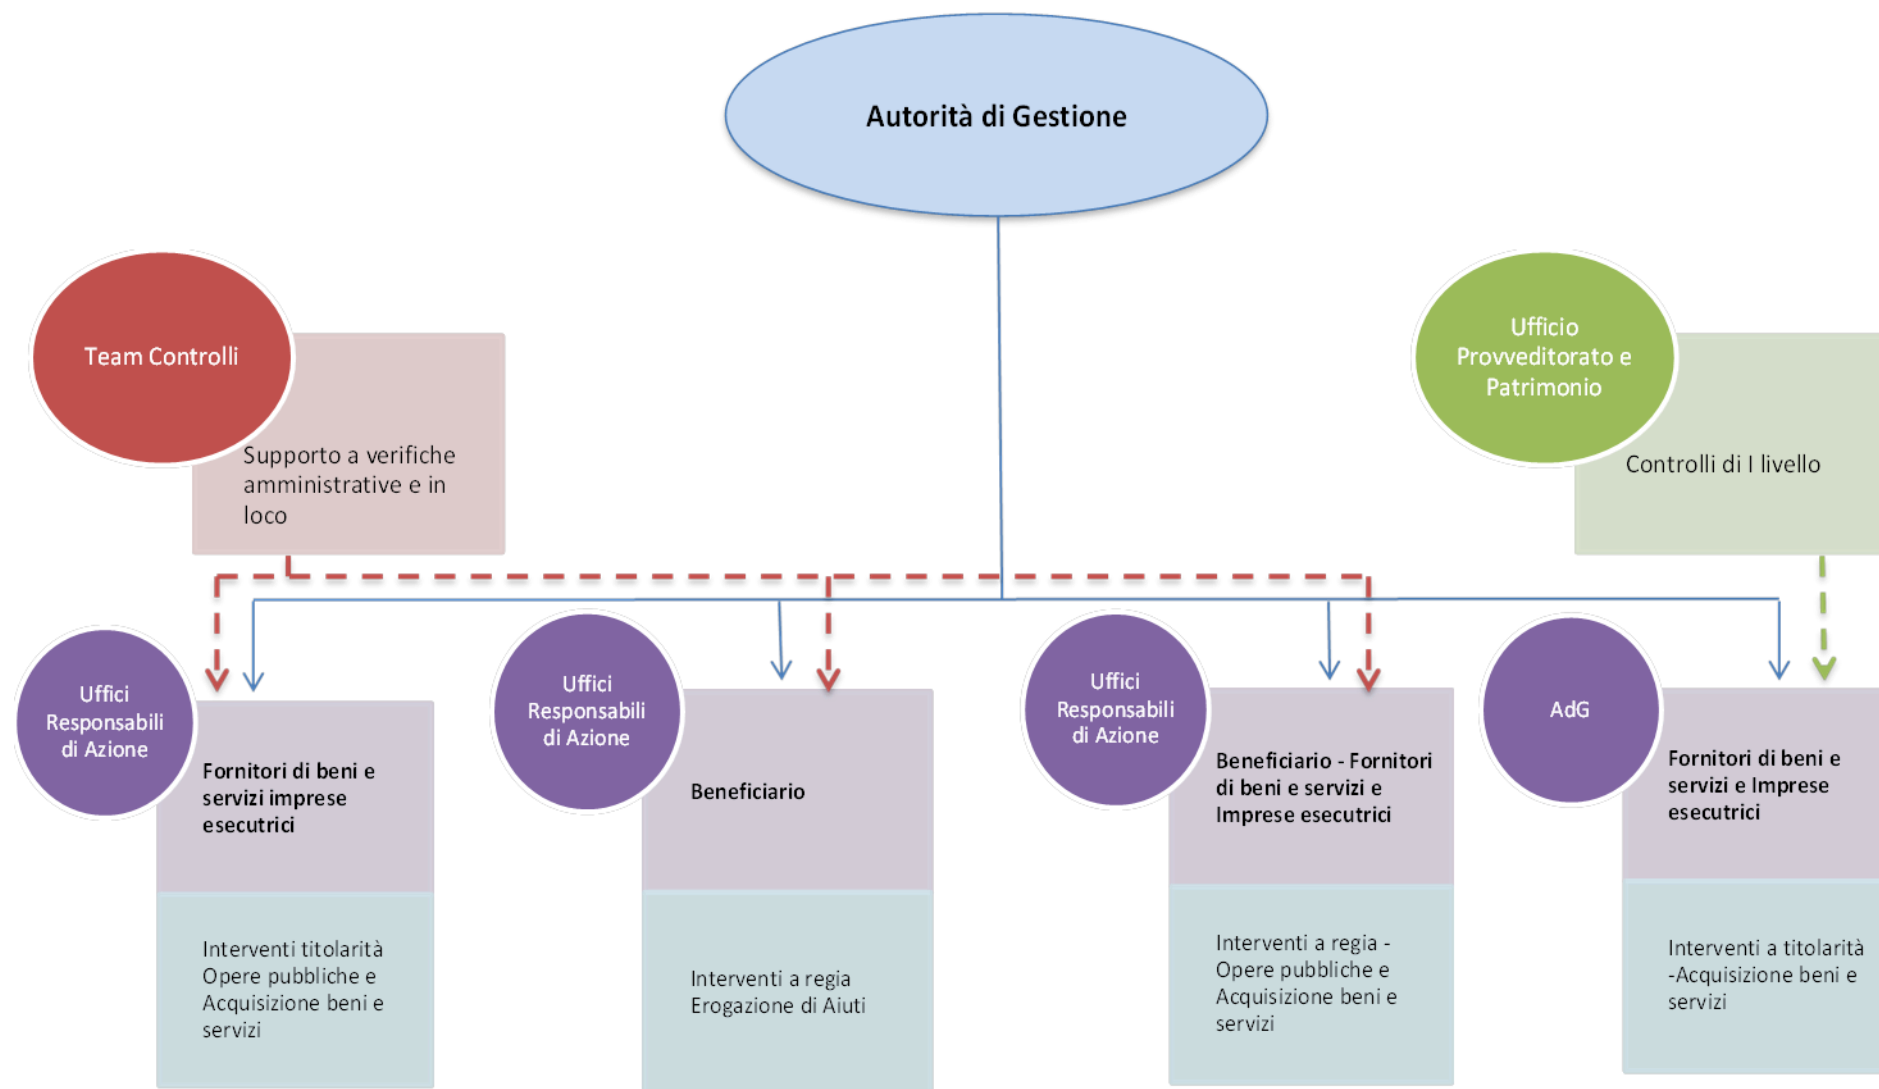 Autorità di Gestione
Team Controlli
Supporto a verifiche
amministrative e in
loco
Ufficio
Provveditorato e
Patrimonio
Controlli di I livello
Uffici
Responsabili
di Azione
Fornitori di beni e
servizi imprese
esecutrici
Interventi titolarità
Opere pubbliche e
Acquisizione beni e
servizi
Uffici
Responsabili
di Azione
Beneficiario
Interventi a regia
Erogazione di Aiuti
Uffici
Responsabili
di Azione
Beneficiario - Fornitori
di beni e servizi e
Imprese esecutrici
Interventi a regia -
Opere pubbliche e
Acquisizione beni e
servizi
AdG
Fornitori di beni e
servizi e Imprese
esecutrici
Interventi a titolarità
-Acquisizione beni e
servizi